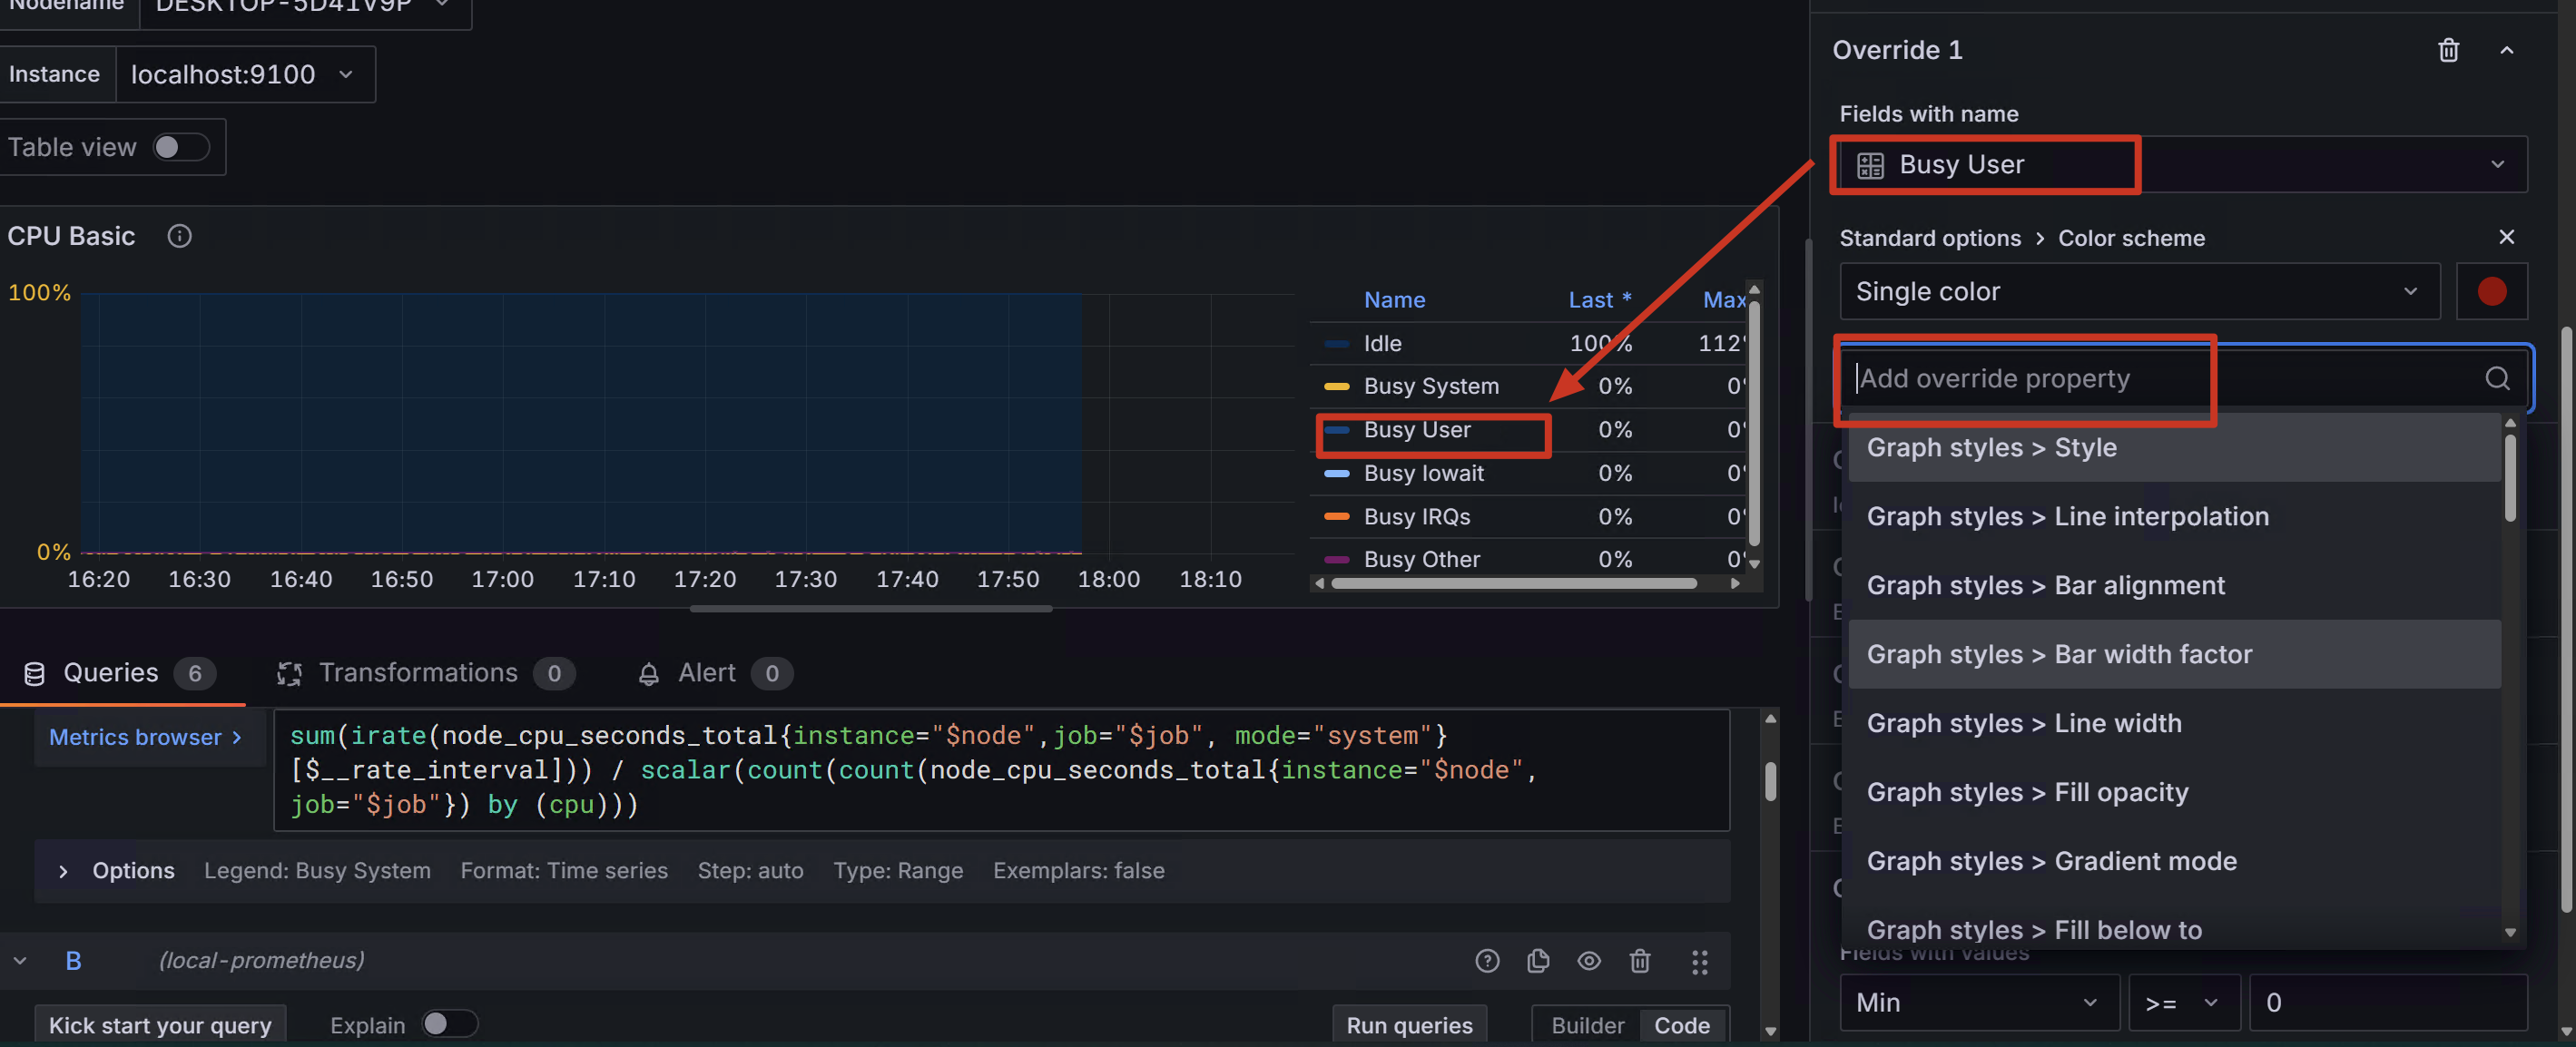 Nodename DESKTOP-5D41V9P
Instance localhost:9100
Table view
CPU Basic
100%
0%
16:20 16:30 16:40 16:50 17:00 17:10 17:20 17:30 17:40 17:50 18:00 18:10
Name Last * Max
Idle 100% 112%
Busy System 0% 0%
Busy User 0% 0%
Busy Iowait 0% 0%
Busy IRQs 0% 0%
Busy Other 0% 0%
Queries 6 Transformations 0 Alert 0
Metrics browser >
sum(irate(node_cpu_seconds_total{instance="$node",job="$job", mode="system"}
[$__rate_interval])) / scalar(count(count(node_cpu_seconds_total{instance="$node",
job="$job"}) by (cpu)))
> Options Legend: Busy System Format: Time series Step: auto Type: Range Exemplars: false
B (local-prometheus)
Kick start your query Explain Run queries Builder Code
Override 1
Fields with name
Busy User
Standard options > Color scheme
Single color
Add override property
Graph styles > Style
Graph styles > Line interpolation
Graph styles > Bar alignment
Graph styles > Bar width factor
Graph styles > Line width
Graph styles > Fill opacity
Graph styles > Gradient mode
Graph styles > Fill below to
Fields with values
Min >= 0